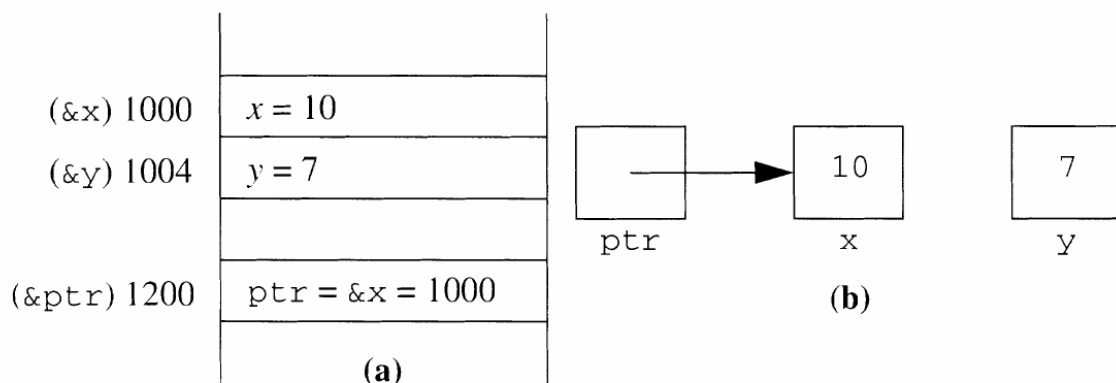 (&x) 1000 x = 10
(&y) 1004 y = 7
(&ptr) 1200 ptr = &x = 1000
(a)
10 7
ptr x y
(b)